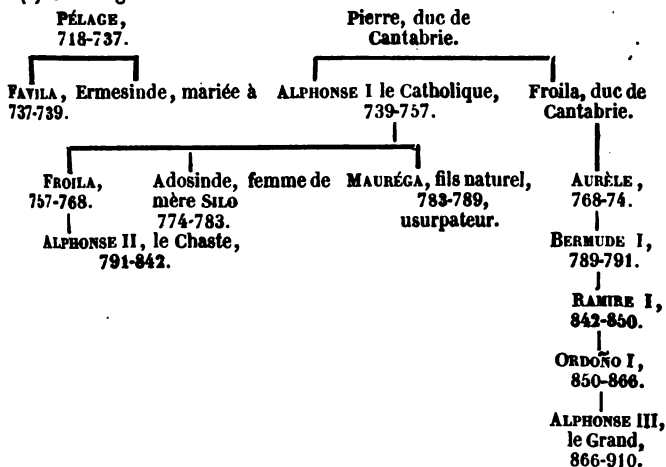 PÉLAGE, Pierre, duc de
718-737. Cantabrie.
FAVILA, Ermesinde, mariée à ALPHONSE I le Catholique, Froila, duc de
737-739. 739-757. Cantabrie.
FROILA, Adosinde, femme de MAURÉGA, fils naturel, AURÈLE,
757-768. mère SILO 783-789, 768-74.
774-783. usurpateur.
ALPHONSE II, le Chaste, BERMUDE I,
791-842. 789-791.
RAMIRE I,
842-850.
ORDOÑO I,
850-866.
ALPHONSE III,
le Grand,
866-910.